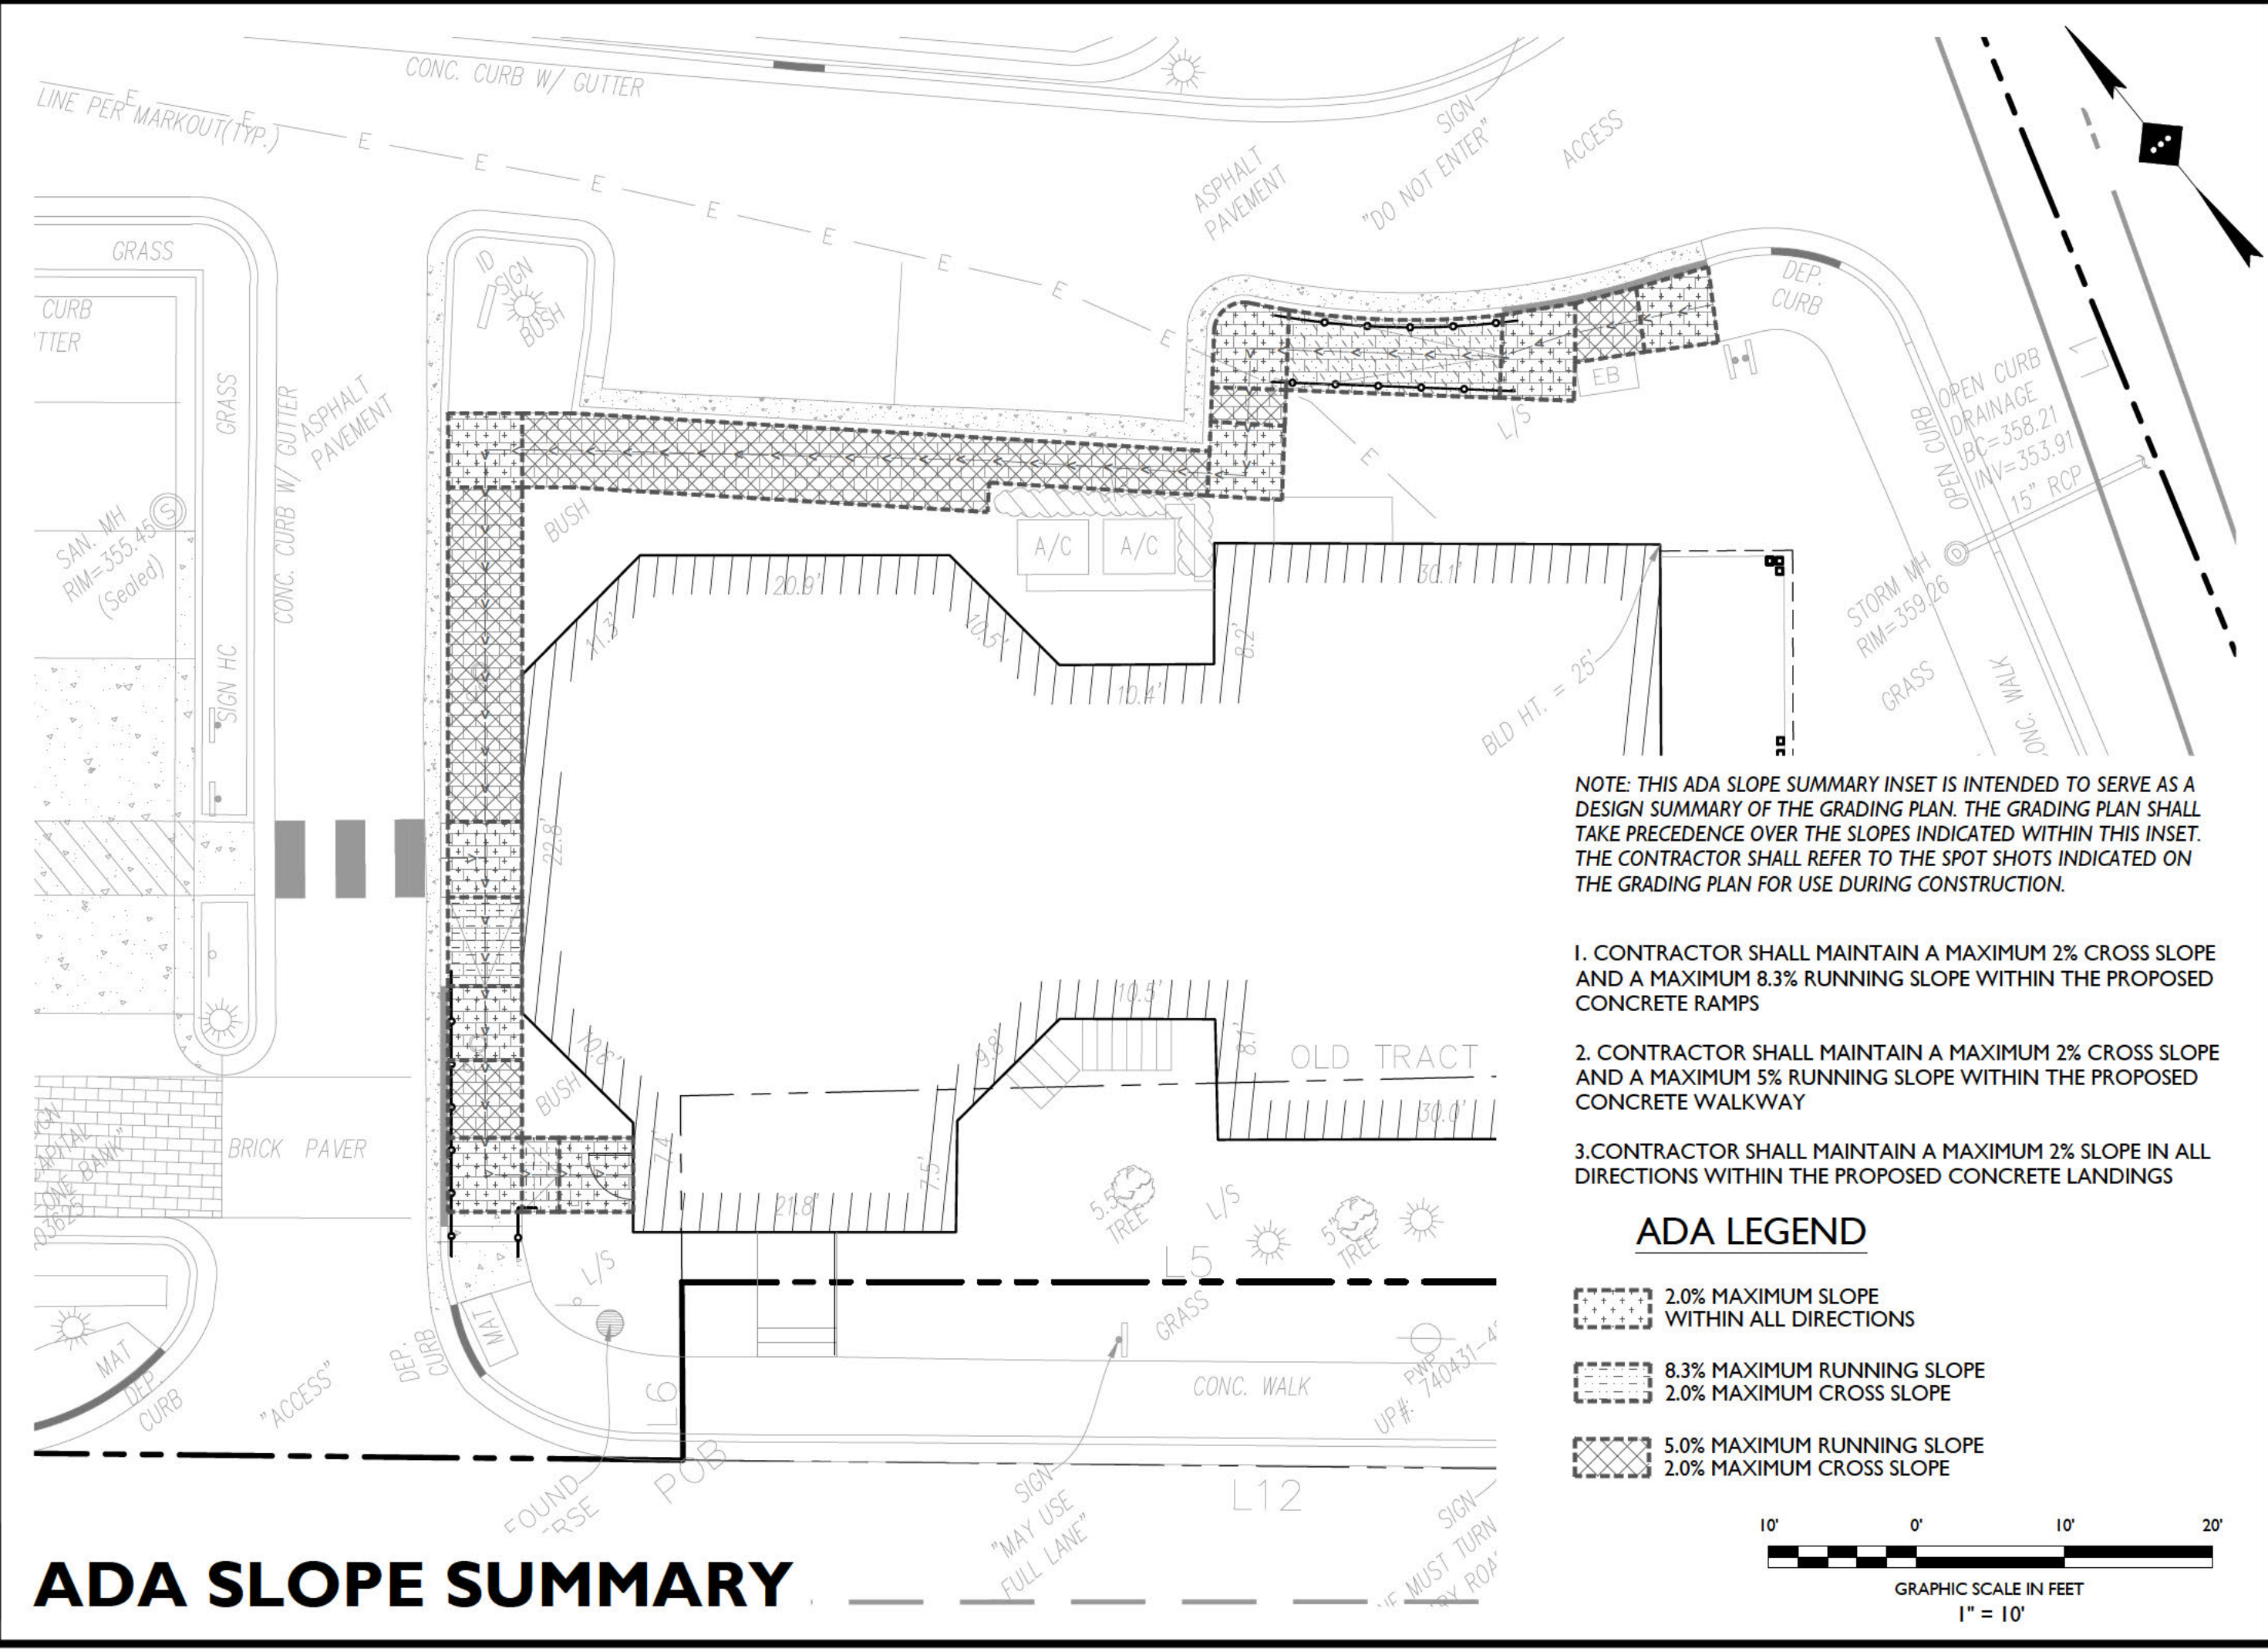 CONC. CURB W/ GUTTER
LINE PER MARKOUT(TYP.)
E
E
E
E
E
E
E
E
E
E
E
E
SIGN
"DO NOT ENTER"
ACCESS
ASPHALT
PAVEMENT
GRASS
CURB
GRASS
CONC. CURB W/ GUTTER
ASPHALT
PAVEMENT
ID
SIGN
BUSH
DEP.
CURB
EB
L/S
L1
OPEN CURB
OPEN CURB
DRAINAGE
BC=358.21
INV=353.91
15" RCP
SAN. MH
RIM=355.45
(Sealed)
S
BUSH
A/C
A/C
20.9'
11.3'
10.5'
10.4'
8.2'
30.1'
BLD HT. = 25'
STORM MH
RIM=359.26
GRASS
SIGN HC
22.8'
NOTE: THIS ADA SLOPE SUMMARY INSET IS INTENDED TO SERVE AS A
DESIGN SUMMARY OF THE GRADING PLAN. THE GRADING PLAN SHALL
TAKE PRECEDENCE OVER THE SLOPES INDICATED WITHIN THIS INSET.
THE CONTRACTOR SHALL REFER TO THE SPOT SHOTS INDICATED ON
THE GRADING PLAN FOR USE DURING CONSTRUCTION.
1. CONTRACTOR SHALL MAINTAIN A MAXIMUM 2% CROSS SLOPE
AND A MAXIMUM 8.3% RUNNING SLOPE WITHIN THE PROPOSED
CONCRETE RAMPS
2. CONTRACTOR SHALL MAINTAIN A MAXIMUM 2% CROSS SLOPE
AND A MAXIMUM 5% RUNNING SLOPE WITHIN THE PROPOSED
CONCRETE WALKWAY
3.CONTRACTOR SHALL MAINTAIN A MAXIMUM 2% SLOPE IN ALL
DIRECTIONS WITHIN THE PROPOSED CONCRETE LANDINGS
10.6'
BUSH
7.4'
21.8'
7.5'
9.8'
10.5'
8.1'
OLD TRACT
30.0'
BRICK PAVER
5.5"
TREE
L/S
5"
TREE
L5
L/S
MAT
DEP.
CURB
MAT
DEP.
CURB
"ACCESS"
GRASS
L6
CONC. WALK
PWP
UP#:
POB
FOUND
SIGN
"MAY USE
FULL LANE"
L12
SIGN
MUST TURN
ADA LEGEND
2.0% MAXIMUM SLOPE
WITHIN ALL DIRECTIONS
8.3% MAXIMUM RUNNING SLOPE
2.0% MAXIMUM CROSS SLOPE
5.0% MAXIMUM RUNNING SLOPE
2.0% MAXIMUM CROSS SLOPE
10' 0' 10' 20'
GRAPHIC SCALE IN FEET
1" = 10'
ADA SLOPE SUMMARY